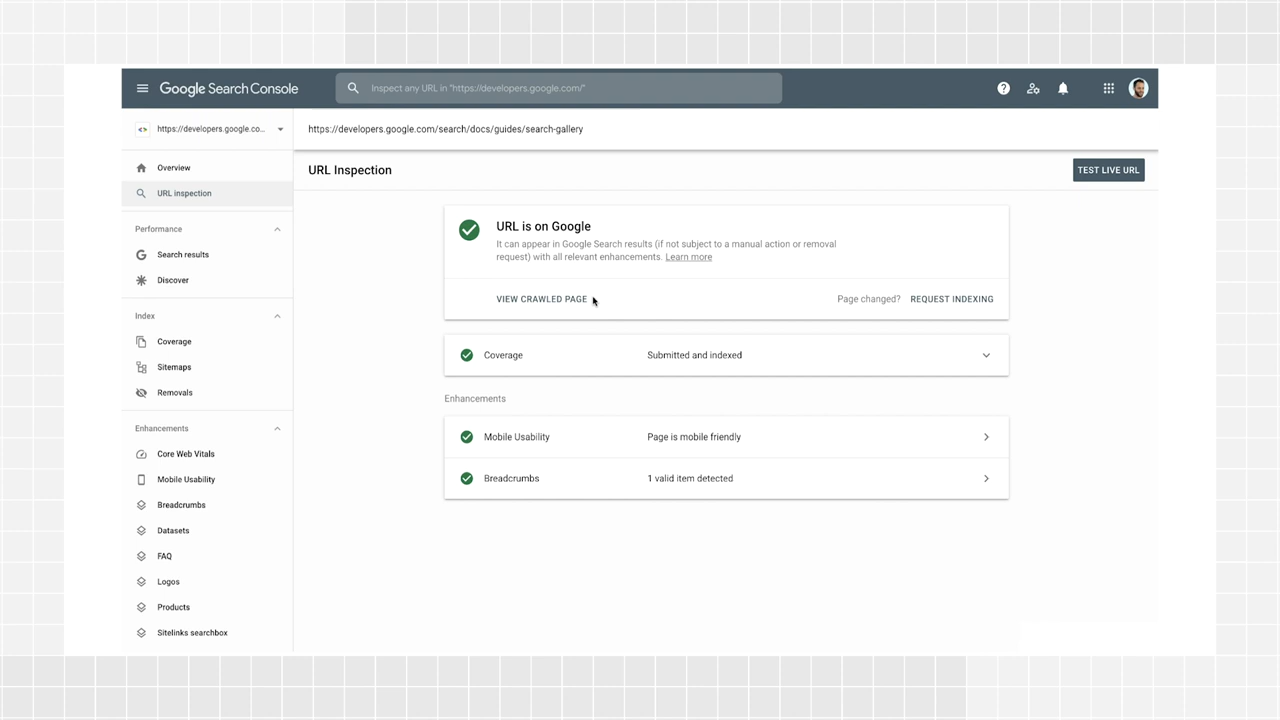 Google Search Console
Inspect any URL in "https://developers.google.com/"
https://developers.google.co...
https://developers.google.com/search/docs/guides/search-gallery
Overview
URL inspection
Performance
Search results
Discover
Index
Coverage
Sitemaps
Removals
Enhancements
Core Web Vitals
Mobile Usability
Breadcrumbs
Datasets
FAQ
Logos
Products
Sitelinks searchbox
URL Inspection
TEST LIVE URL
URL is on Google
It can appear in Google Search results (if not subject to a manual action or removal
request) with all relevant enhancements. Learn more
VIEW CRAWLED PAGE
Page changed? REQUEST INDEXING
Coverage Submitted and indexed
Enhancements
Mobile Usability Page is mobile friendly
Breadcrumbs 1 valid item detected